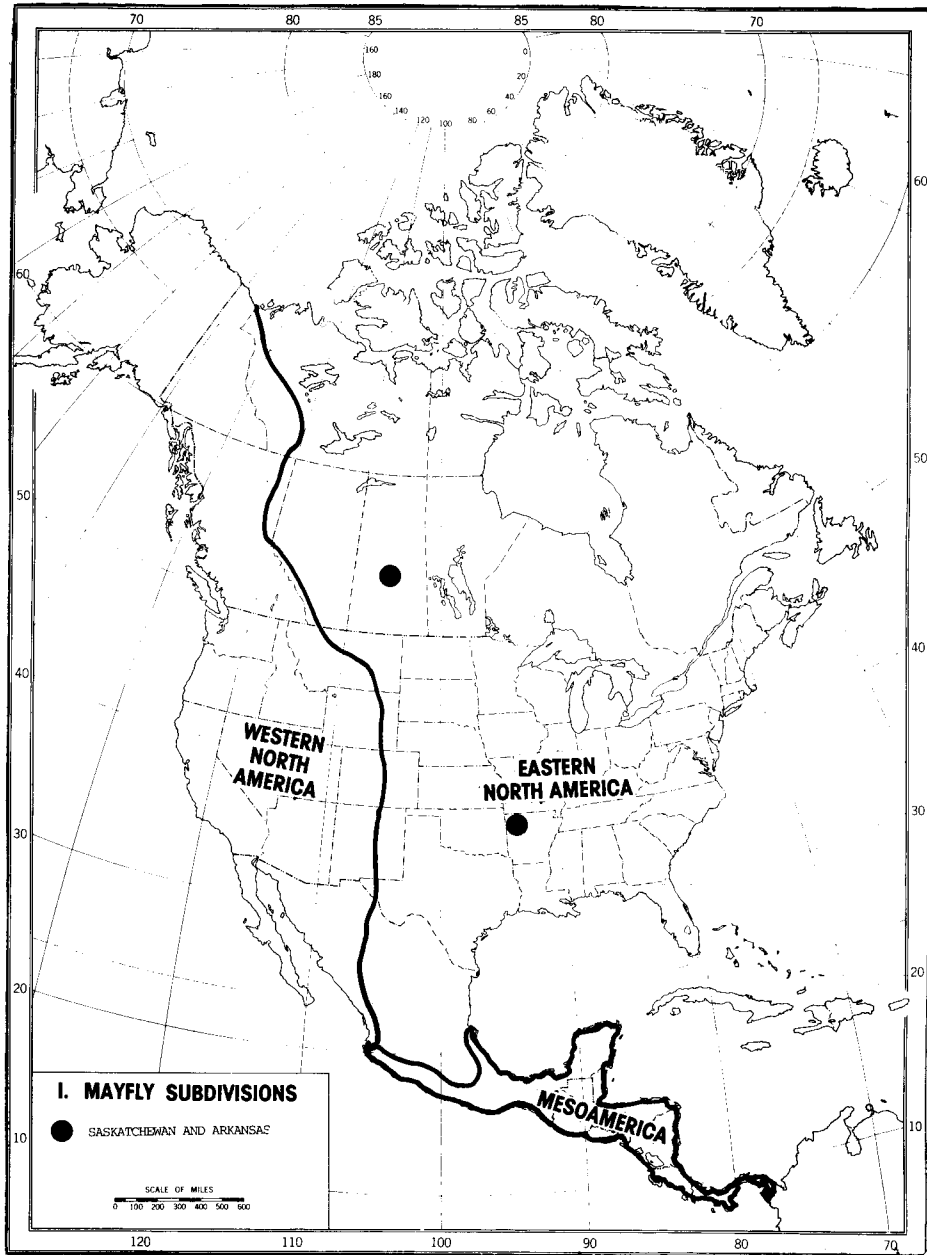 70 80 85 85 80 70
160 0
180 20
160 40
140 120 100 80 60
60 60
50 50
40 40
30 30
20 20
10 10
WESTERN
NORTH
AMERICA
EASTERN
NORTH AMERICA
MESOAMERICA
I. MAYFLY SUBDIVISIONS
SASKATCHEWAN AND ARKANSAS
SCALE OF MILES
0 100 200 300 400 500 600
120 110 100 90 80 70